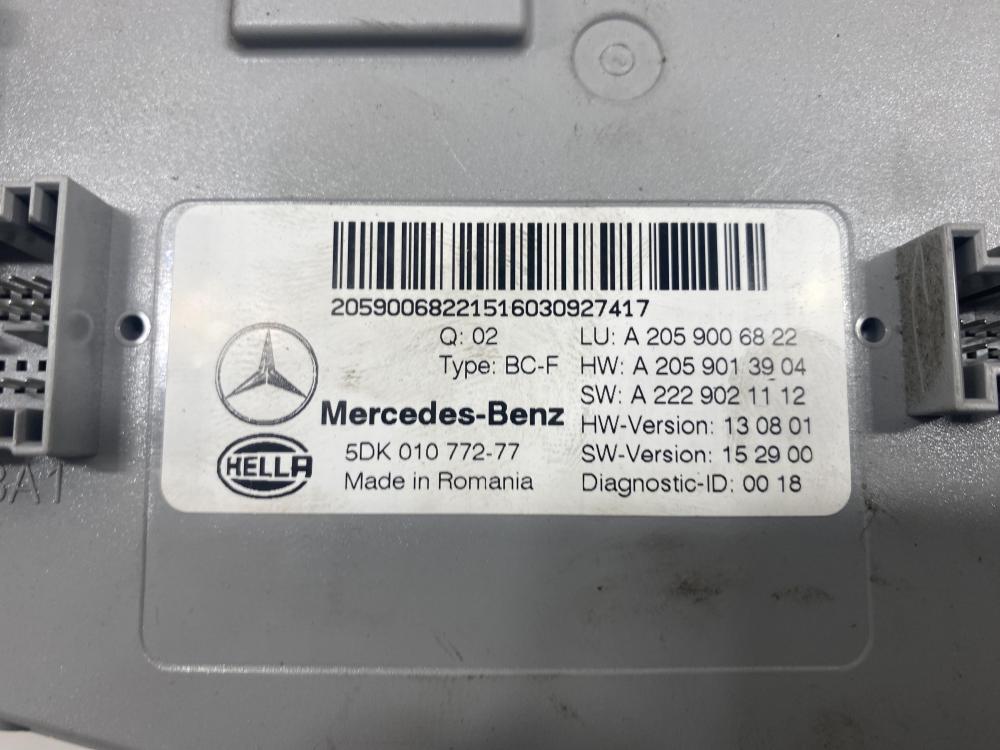 20590068221516030927417
Q: 02
LU: A 205 900 68 22
Type: BC-F
HW: A 205 901 39 04
SW: A 222 902 11 12
Mercedes-Benz
HW-Version: 13 08 01
5DK 010 772-77
SW-Version: 15 29 00
HELLA
Made in Romania
Diagnostic-ID: 00 18